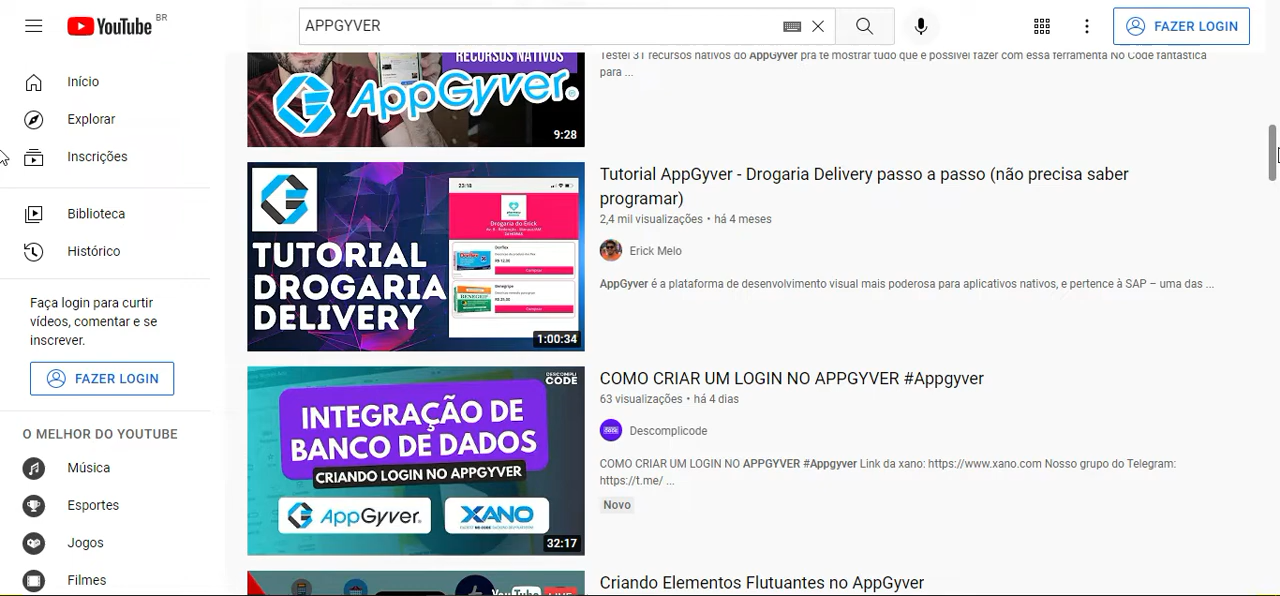 YouTube BR
APPGYVER
FAZER LOGIN
Início
Explorar
Inscrições
Biblioteca
Histórico
Faça login para curtir
vídeos, comentar e se
inscrever.
FAZER LOGIN
O MELHOR DO YOUTUBE
Música
Esportes
Jogos
Filmes
RECURSOS NATIVOS
AppGyver.
9:28
Testei 31 recursos nativos do AppGyver pra te mostrar tudo que é possível fazer com essa ferramenta No Code fantástica
para ...
TUTORIAL
DROGARIA
DELIVERY
23:18
Drogaria do Erick
1:00:34
Tutorial AppGyver - Drogaria Delivery passo a passo (não precisa saber
programar)
2,4 mil visualizações • há 4 meses
Erick Melo
AppGyver é a plataforma de desenvolvimento visual mais poderosa para aplicativos nativos, e pertence à SAP – uma das ...
DESCOMPLI
CODE
INTEGRAÇÃO DE
BANCO DE DADOS
CRIANDO LOGIN NO APPGYVER
AppGyver.
XANO
32:17
COMO CRIAR UM LOGIN NO APPGYVER #Appgyver
63 visualizações • há 4 dias
Descomplicode
COMO CRIAR UM LOGIN NO APPGYVER #Appgyver Link da xano: https://www.xano.com Nosso grupo do Telegram:
https://t.me/ ...
Novo
YouTube LIVE
Criando Elementos Flutuantes no AppGyver